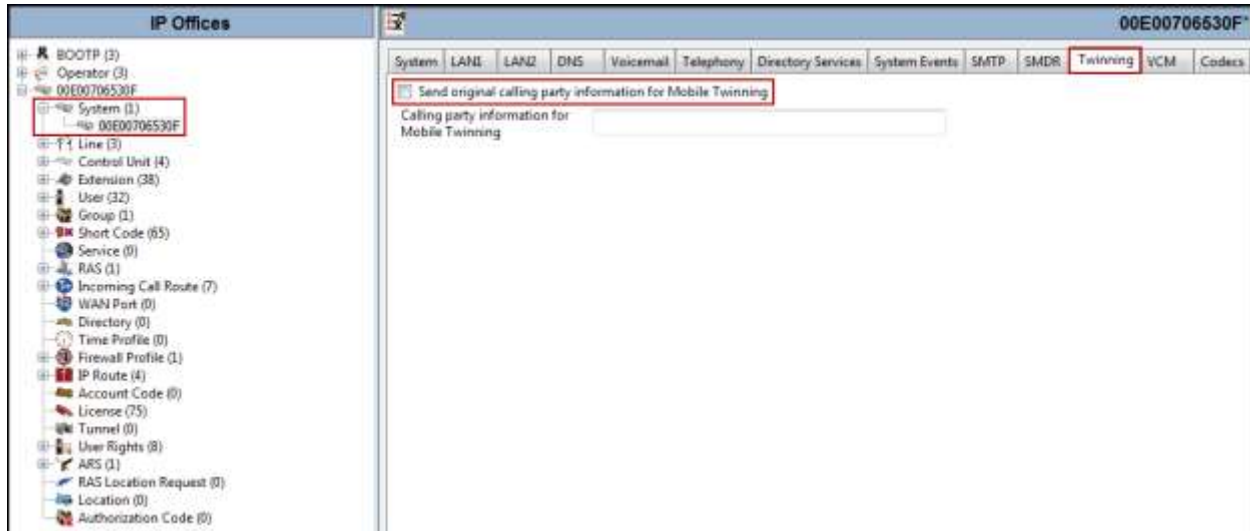 IP Offices
BOOTP (3)
Operator (3)
00E00706530F
System (1)
00E00706530F
Line (3)
Control Unit (4)
Extension (38)
User (32)
Group (1)
Short Code (65)
Service (0)
RAS (1)
Incoming Call Route (7)
WAN Port (0)
Directory (0)
Time Profile (0)
Firewall Profile (1)
IP Route (4)
Account Code (0)
License (75)
Tunnel (0)
User Rights (8)
ARS (1)
RAS Location Request (0)
Location (0)
Authorization Code (0)
00E00706530F*
System LAN1 LAN2 DNS Voicemail Telephony Directory Services System Events SMTP SMDR Twinning VCM Codecs
Send original calling party information for Mobile Twinning
Calling party information for
Mobile Twinning